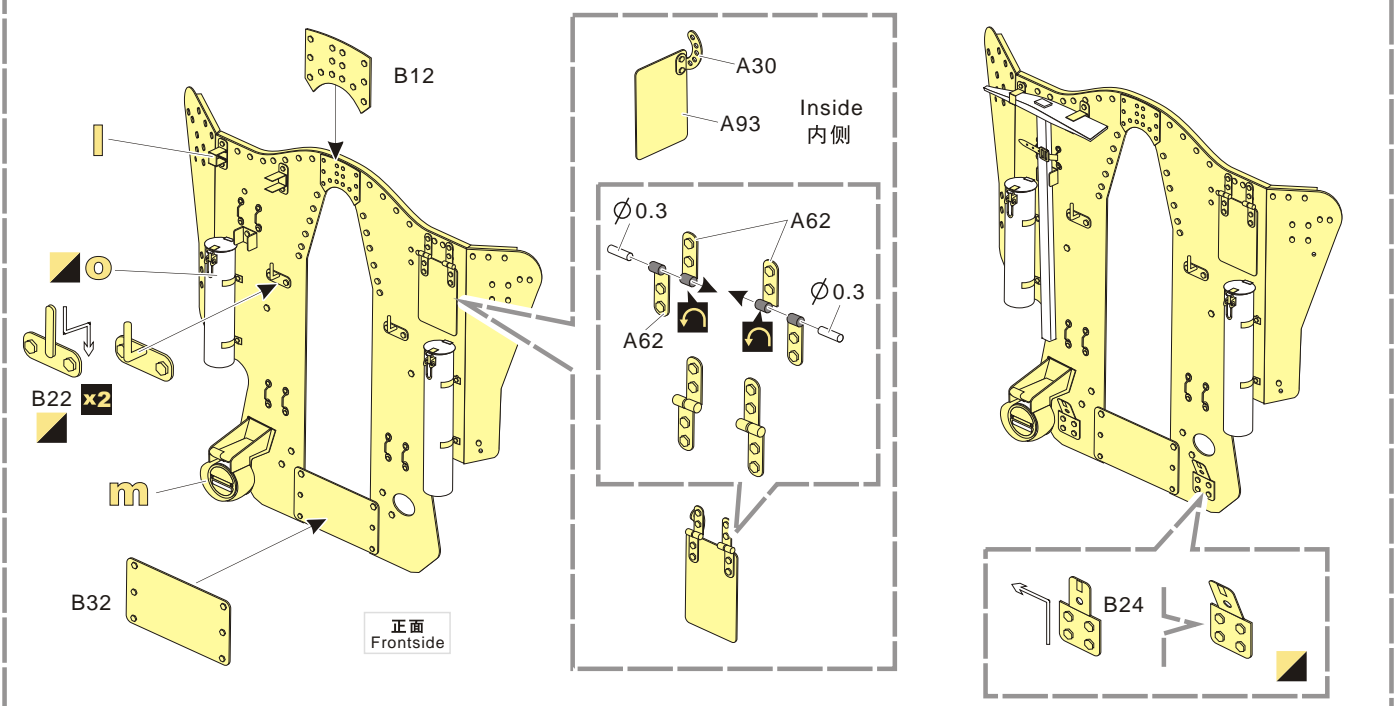 B12
l
o
B22 x2
m
B32
正面
Frontside
A30
A93
Inside
内侧
Ø0.3
A62
A62
Ø0.3
B24